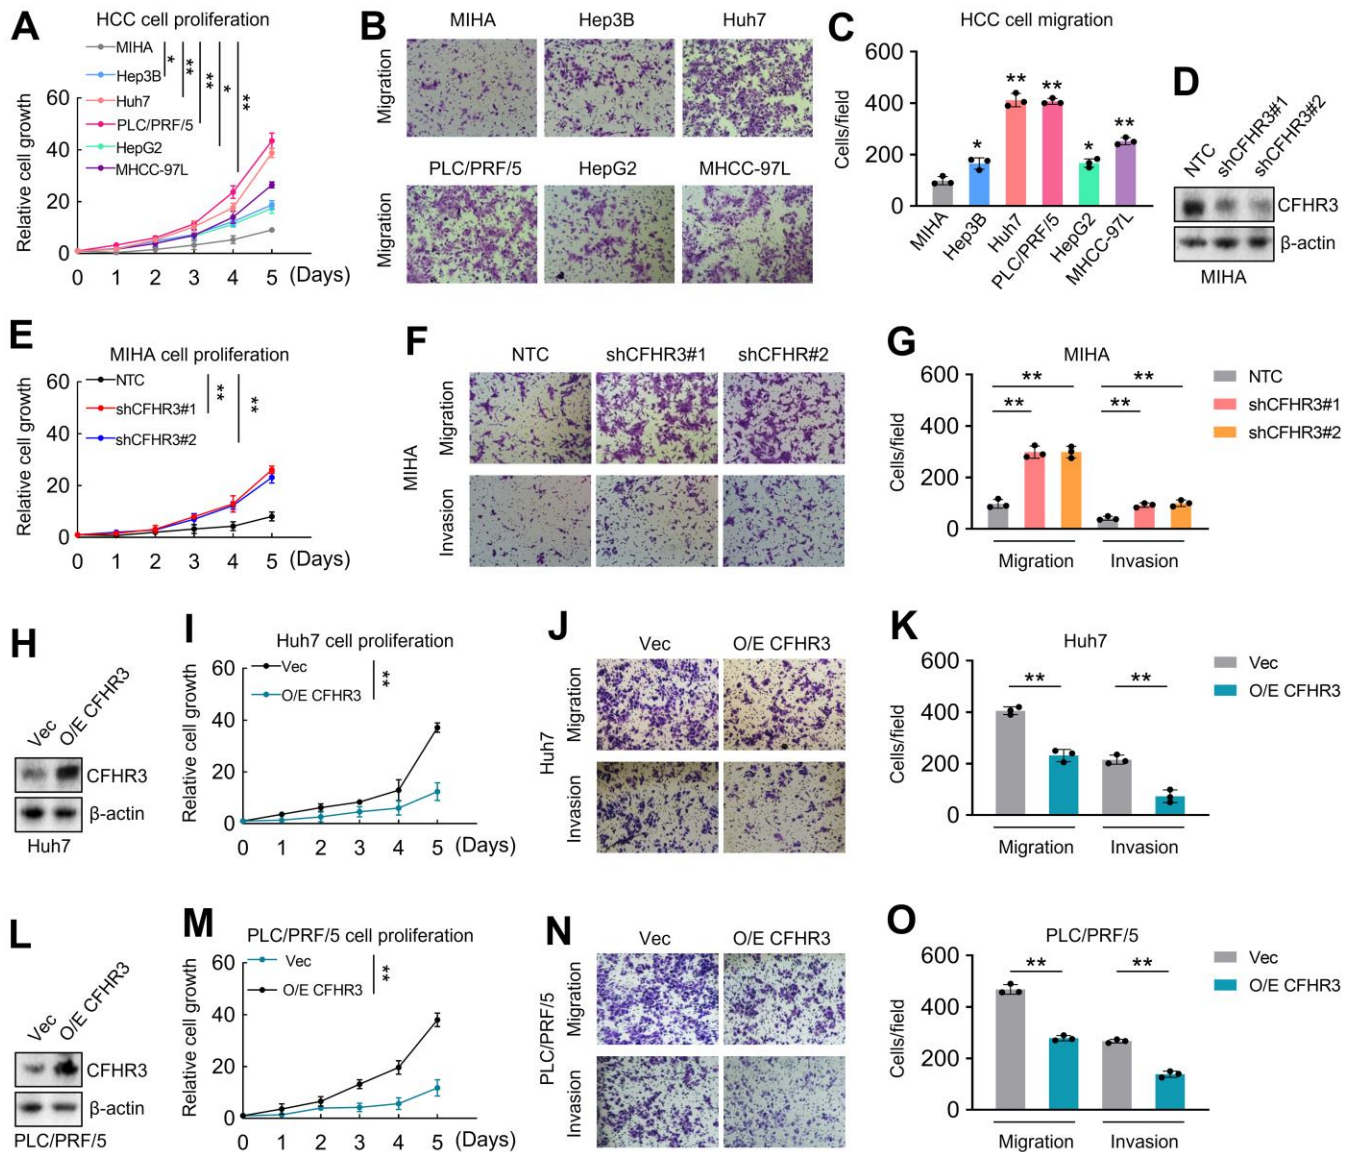 A
HCC cell proliferation
MIHA
Hep3B
Huh7
PLC/PRF/5
HepG2
MHCC-97L
*
**
**
*
**
Relative cell growth
60
40
20
0
0 1 2 3 4 5 (Days)
B
MIHA Hep3B Huh7
Migration
PLC/PRF/5 HepG2 MHCC-97L
Migration
C
HCC cell migration
Cells/field
600
400
200
0
* ** ** * **
MIHA
Hep3B
Huh7
PLC/PRF/5
HepG2
MHCC-97L
D
NTC
shCFHR3#1
shCFHR3#2
CFHR3
β-actin
MIHA
E
MIHA cell proliferation
NTC
shCFHR3#1
shCFHR3#2
**
**
Relative cell growth
60
40
20
0
0 1 2 3 4 5 (Days)
F
NTC shCFHR3#1 shCFHR#2
MIHA
Migration
Invasion
G
MIHA
NTC
shCFHR3#1
shCFHR3#2
Cells/field
600
400
200
0
** **
** **
Migration Invasion
H
Vec
O/E CFHR3
CFHR3
β-actin
Huh7
I
Huh7 cell proliferation
Vec
O/E CFHR3
**
Relative cell growth
60
40
20
0
0 1 2 3 4 5 (Days)
J
Vec O/E CFHR3
Huh7
Migration
Invasion
K
Huh7
Vec
O/E CFHR3
Cells/field
600
400
200
0
** **
Migration Invasion
L
Vec
O/E CFHR3
CFHR3
β-actin
PLC/PRF/5
M
PLC/PRF/5 cell proliferation
Vec
O/E CFHR3
**
Relative cell growth
60
40
20
0
0 1 2 3 4 5 (Days)
N
Vec O/E CFHR3
PLC/PRF/5
Migration
Invasion
O
PLC/PRF/5
Vec
O/E CFHR3
Cells/field
600
400
200
0
** **
Migration Invasion